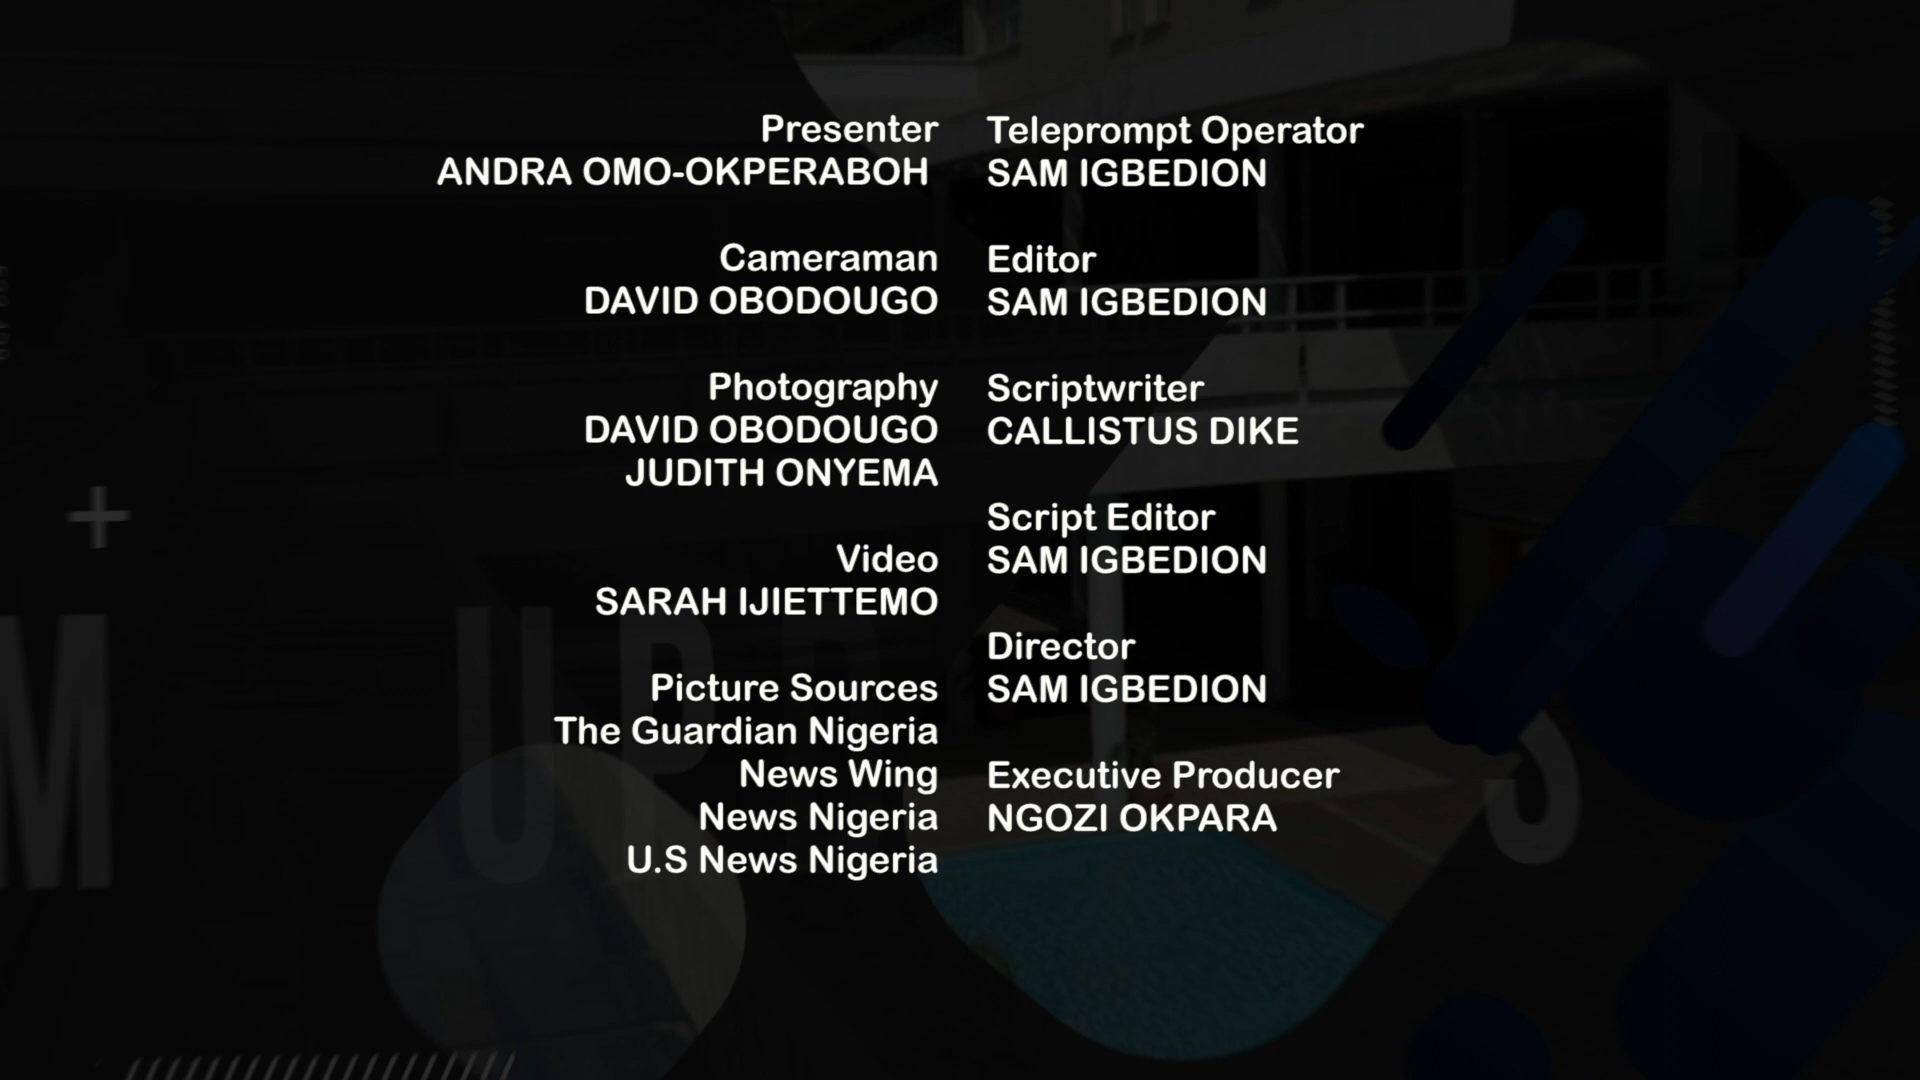 Presenter
ANDRA OMO-OKPERABOH
Cameraman
DAVID OBODOUGO
Photography
DAVID OBODOUGO
JUDITH ONYEMA
Video
SARAH IJIETTEMO
Picture Sources
The Guardian Nigeria
News Wing
News Nigeria
U.S News Nigeria
Teleprompt Operator
SAM IGBEDION
Editor
SAM IGBEDION
Scriptwriter
CALLISTUS DIKE
Script Editor
SAM IGBEDION
Director
SAM IGBEDION
Executive Producer
NGOZI OKPARA